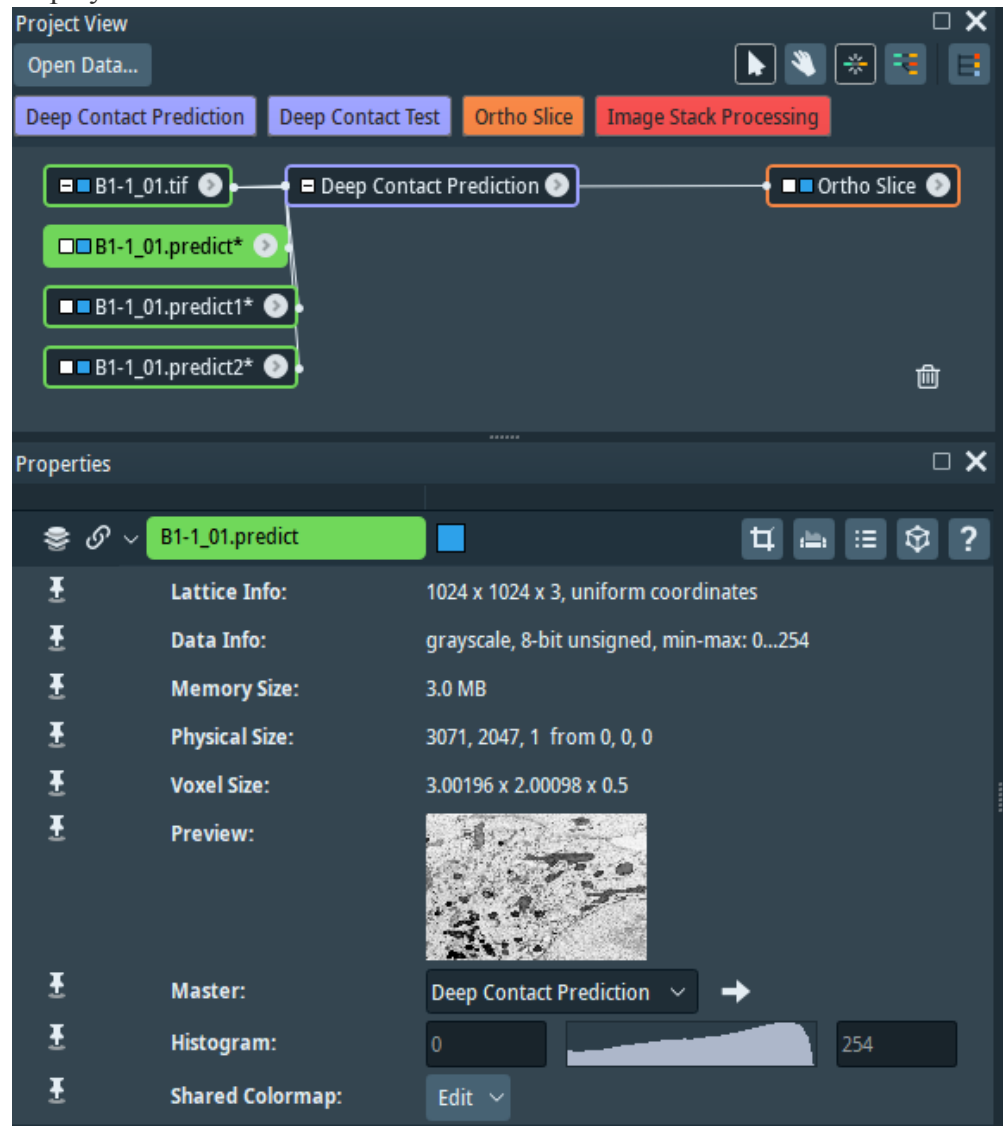 Project View
Open Data...
Deep Contact Prediction Deep Contact Test Ortho Slice Image Stack Processing
B1-1_01.tif Deep Contact Prediction Ortho Slice
B1-1_01.predict*
B1-1_01.predict1*
B1-1_01.predict2*
Properties
B1-1_01.predict ?
Lattice Info: 1024 x 1024 x 3, uniform coordinates
Data Info: grayscale, 8-bit unsigned, min-max: 0...254
Memory Size: 3.0 MB
Physical Size: 3071, 2047, 1 from 0, 0, 0
Voxel Size: 3.00196 x 2.00098 x 0.5
Preview:
Master: Deep Contact Prediction
Histogram: 0 254
Shared Colormap: Edit